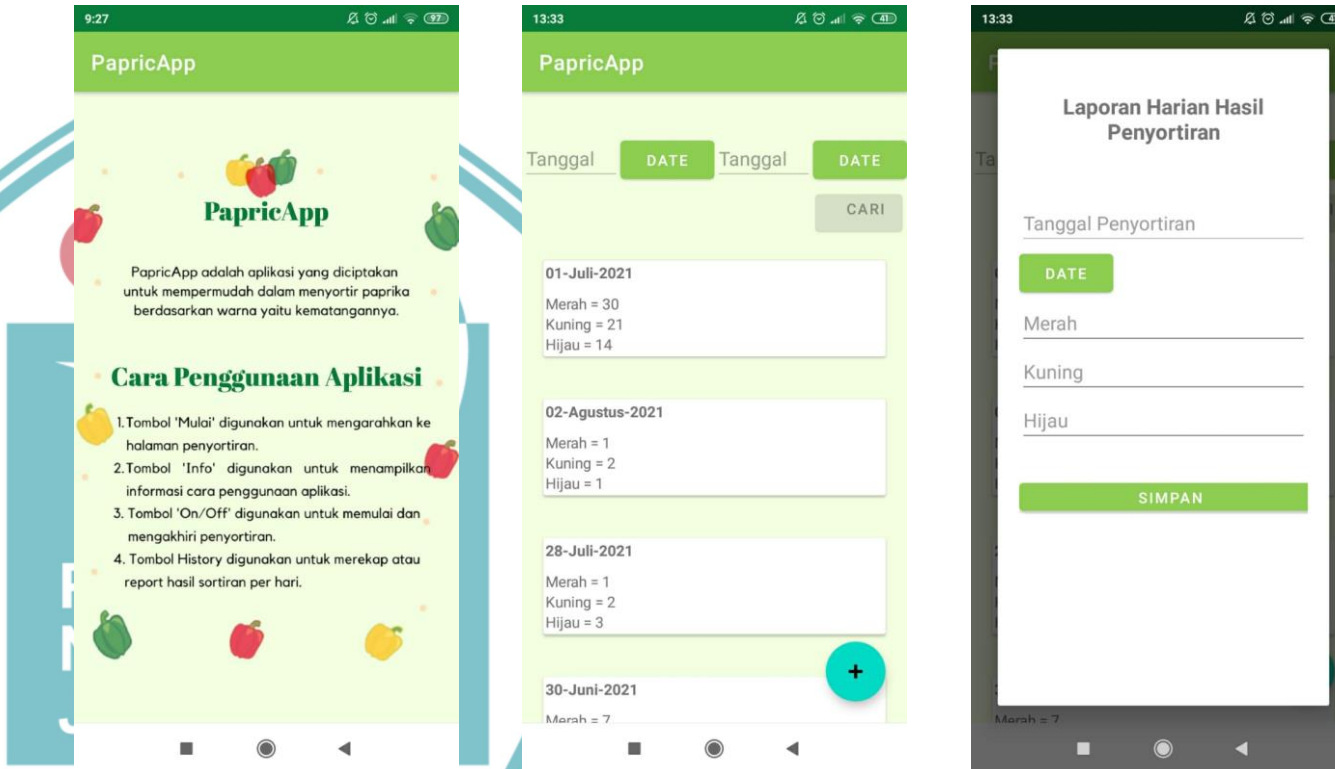 9:27
97
PapricApp
PapricApp
PapricApp adalah aplikasi yang diciptakan
untuk mempermudah dalam menyortir paprika
berdasarkan warna yaitu kematangannya.
Cara Penggunaan Aplikasi
1.Tombol 'Mulai' digunakan untuk mengarahkan ke
halaman penyortiran.
2.Tombol 'Info' digunakan untuk menampilkan
informasi cara penggunaan aplikasi.
3. Tombol 'On/Off' digunakan untuk memulai dan
mengakhiri penyortiran.
4. Tombol History digunakan untuk merekap atau
report hasil sortiran per hari.
13:33
41
PapricApp
Tanggal DATE Tanggal DATE
CARI
01-Juli-2021
Merah = 30
Kuning = 21
Hijau = 14
02-Agustus-2021
Merah = 1
Kuning = 2
Hijau = 1
28-Juli-2021
Merah = 1
Kuning = 2
Hijau = 3
+
30-Juni-2021
Merah = 7
13:33
Laporan Harian Hasil
Penyortiran
Tanggal Penyortiran
DATE
Merah
Kuning
Hijau
SIMPAN
Merah = 7